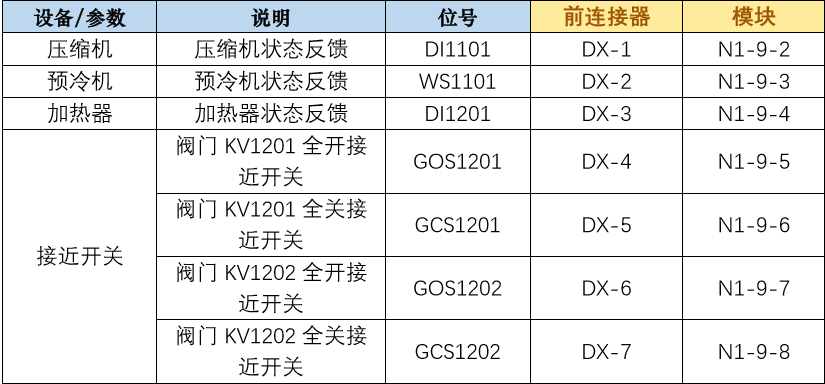 设备/参数 说明 位号 前连接器 模块
压缩机 压缩机状态反馈 DI1101 DX-1 N1-9-2
预冷机 预冷机状态反馈 WS1101 DX-2 N1-9-3
加热器 加热器状态反馈 DI1201 DX-3 N1-9-4
接近开关
阀门 KV1201 全开接
近开关
GOS1201 DX-4 N1-9-5
阀门 KV1201 全关接
近开关
GCS1201 DX-5 N1-9-6
阀门 KV1202 全开接
近开关
GOS1202 DX-6 N1-9-7
阀门 KV1202 全关接
近开关
GCS1202 DX-7 N1-9-8